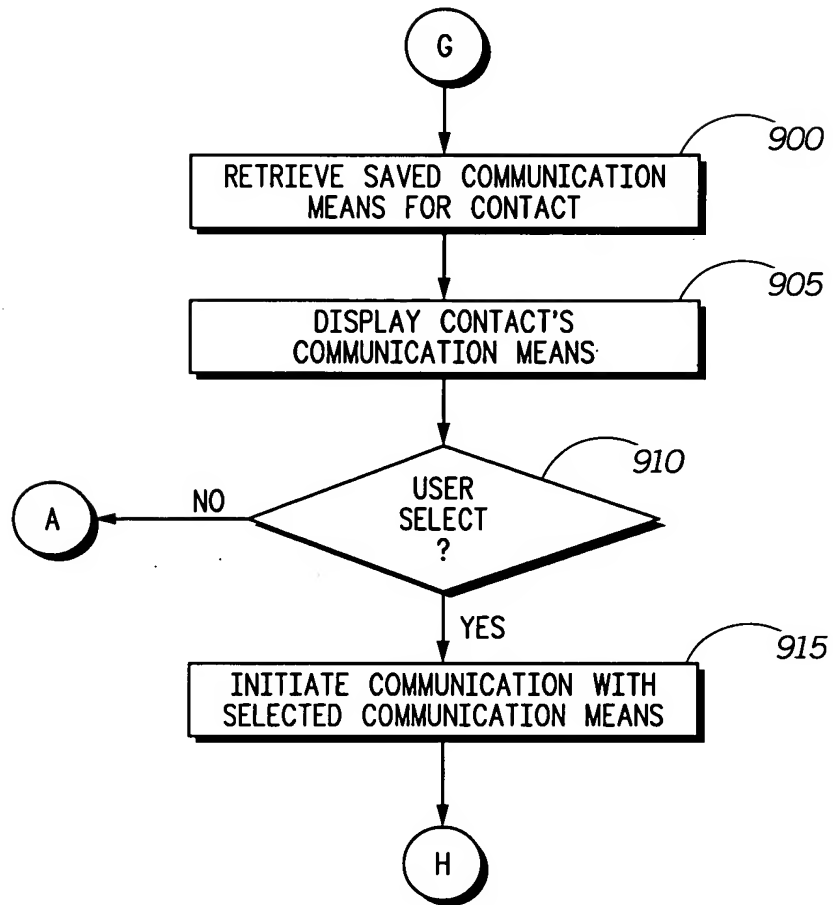 G
900
RETRIEVE SAVED COMMUNICATION
MEANS FOR CONTACT
905
DISPLAY CONTACT'S
COMMUNICATION MEANS
910
USER
SELECT
?
NO
A
YES
915
INITIATE COMMUNICATION WITH
SELECTED COMMUNICATION MEANS
H